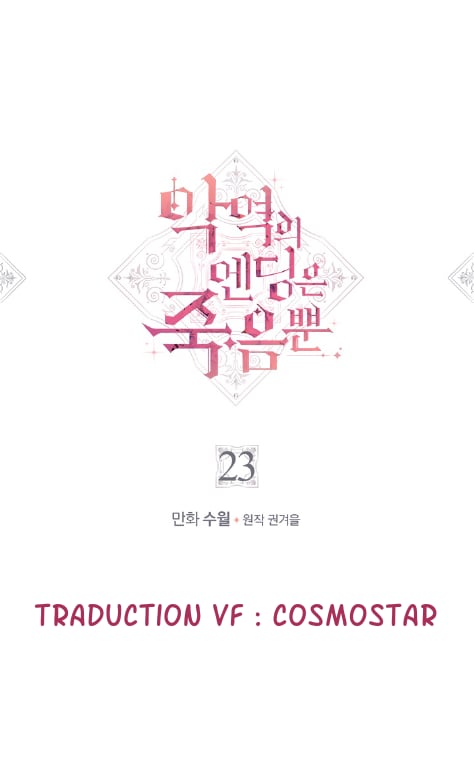 악역의
엔딩은
죽음뿐
23
만화 수월 • 원작 권겨을
TRADUCTION VF : COSMOSTAR